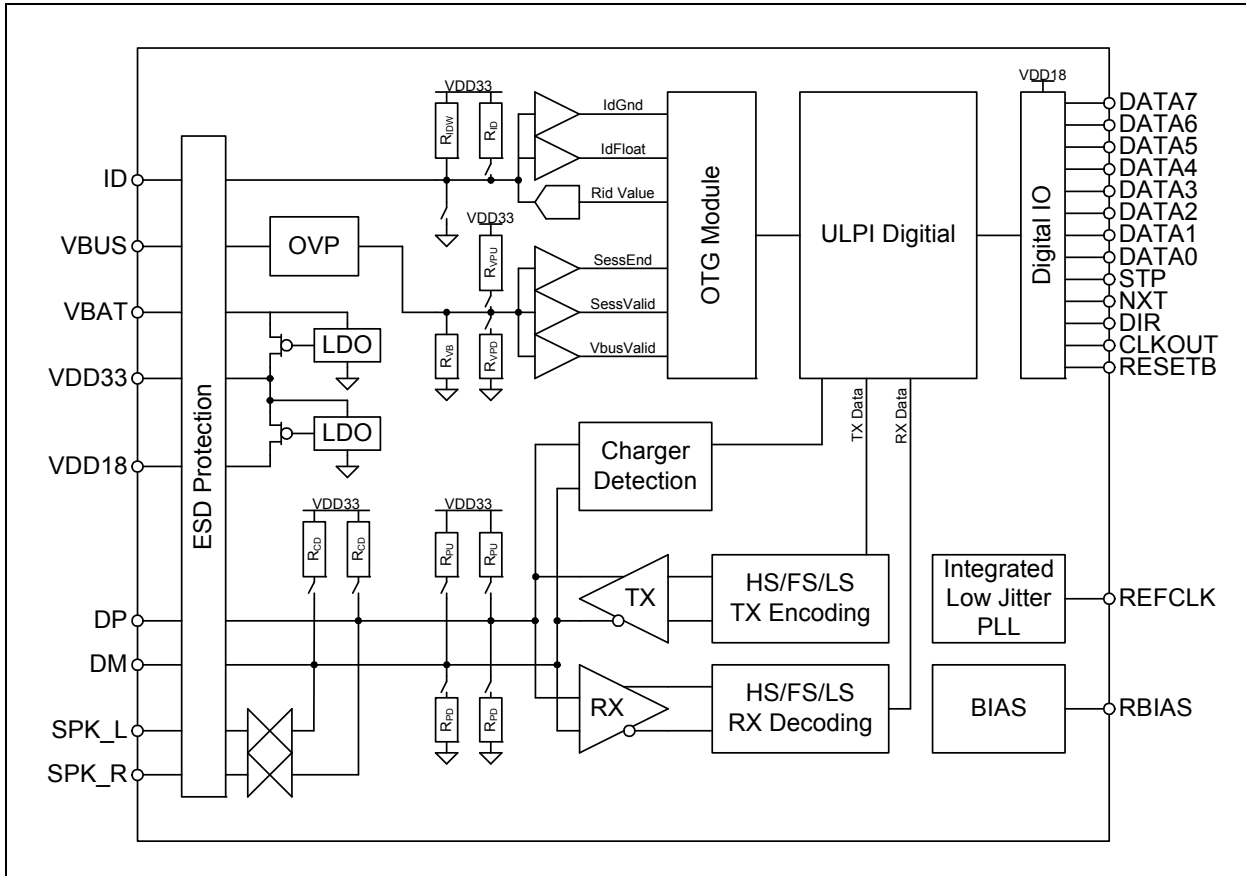 VDD33
VDD18
R_IDW
R_ID
IdGnd
IdFloat
Rid Value
ID
VBUS
VBAT
VDD33
VDD18
DP
DM
SPK_L
SPK_R
ESD Protection
OVP
LDO
LDO
VDD33
R_VPU
R_VB
R_VPD
SessEnd
SessValid
VbusValid
OTG Module
ULPI Digitial
Digital IO
DATA7
DATA6
DATA5
DATA4
DATA3
DATA2
DATA1
DATA0
STP
NXT
DIR
CLKOUT
RESETB
TX Data
RX Data
Charger
Detection
VDD33
R_CD
R_CD
VDD33
R_PU
R_PU
R_PD
R_PD
TX
HS/FS/LS
TX Encoding
RX
HS/FS/LS
RX Decoding
Integrated
Low Jitter
PLL
REFCLK
BIAS
RBIAS